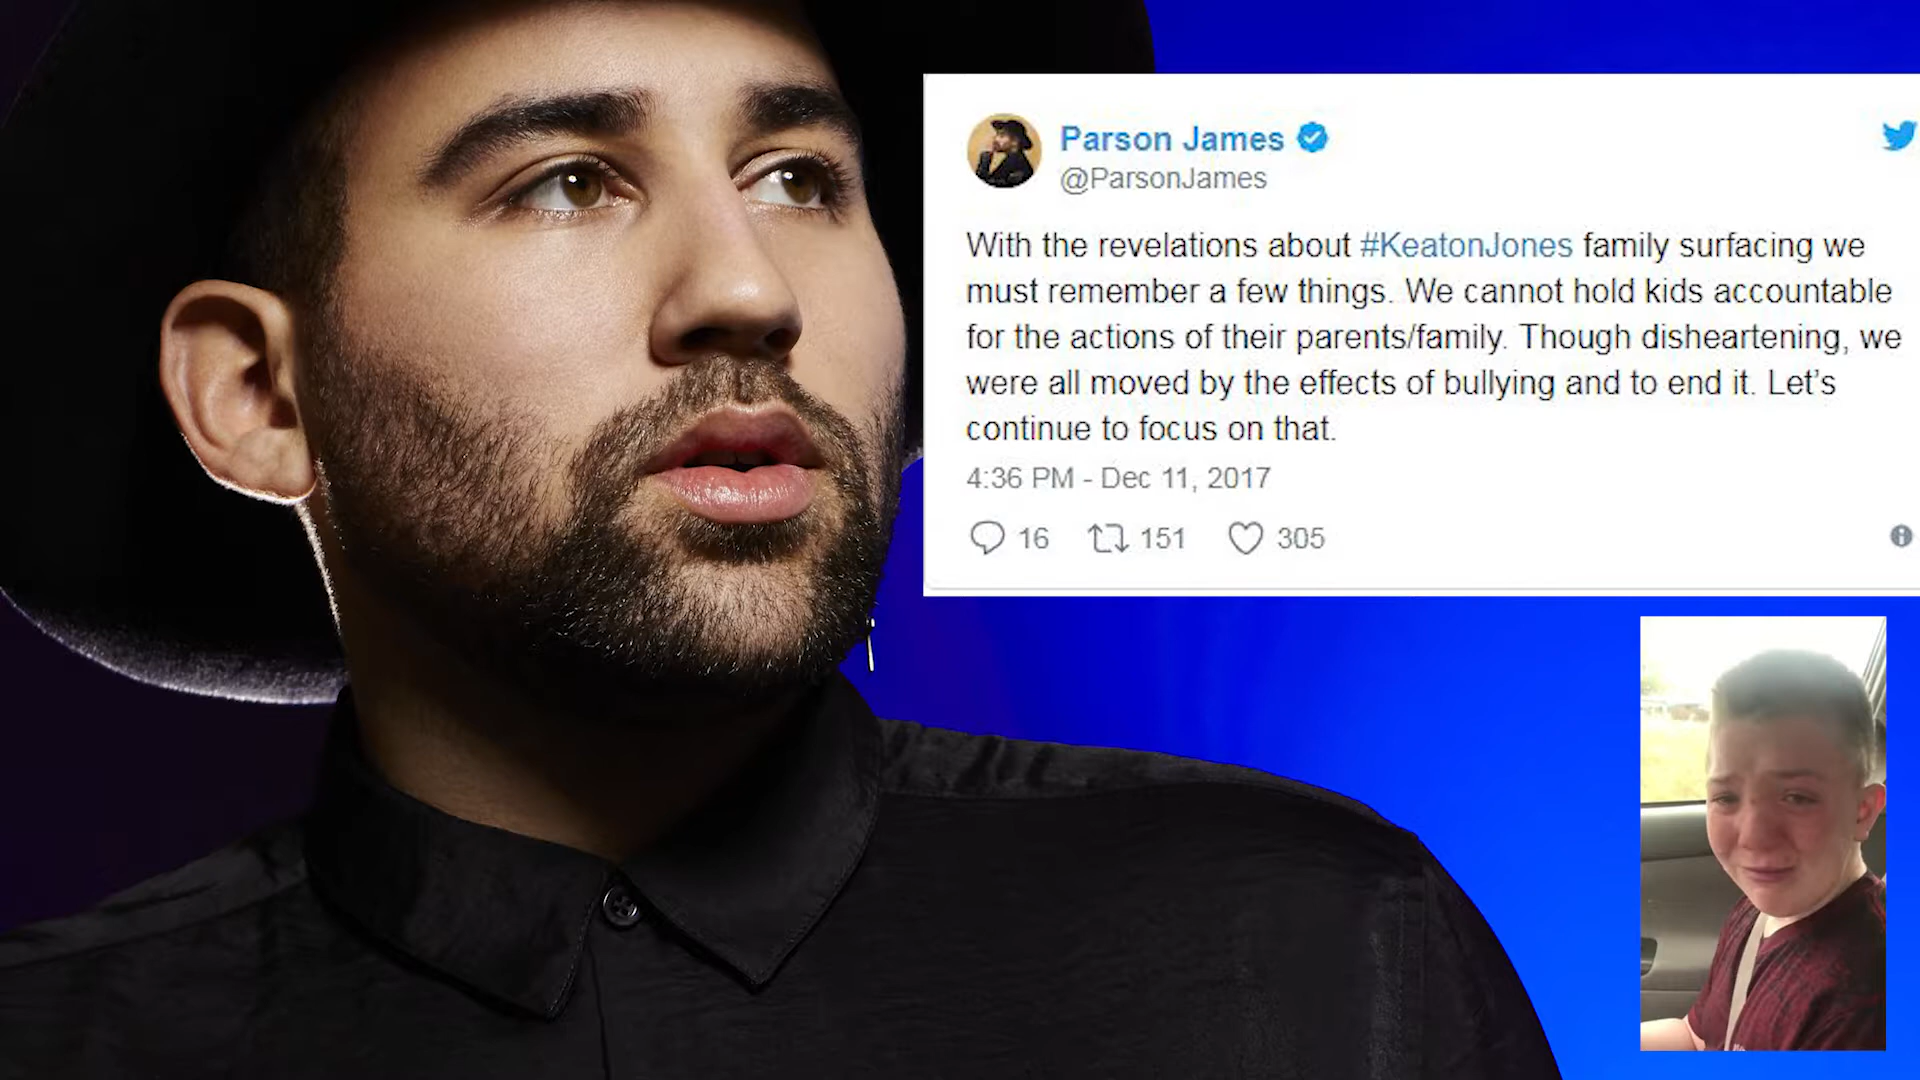 Parson James
@ParsonJames
With the revelations about #KeatonJones family surfacing we
must remember a few things. We cannot hold kids accountable
for the actions of their parents/family. Though disheartening, we
were all moved by the effects of bullying and to end it. Let's
continue to focus on that.
4:36 PM - Dec 11, 2017
16 151 305